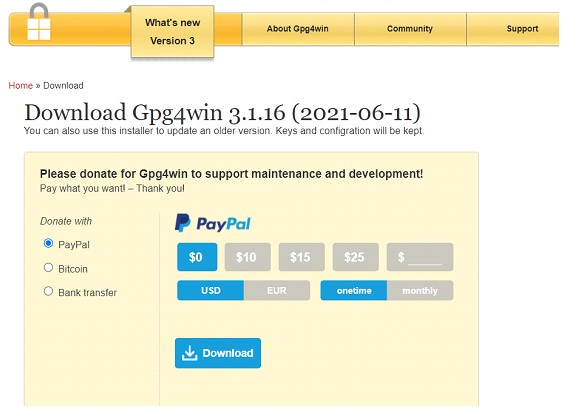 What's new
Version 3
About Gpg4win
Community
Support
Home » Download
Download Gpg4win 3.1.16 (2021-06-11)
You can also use this installer to update an older version. Keys and configration will be kept.
Please donate for Gpg4win to support maintenance and development!
Pay what you want! – Thank you!
Donate with
PayPal
PayPal
Bitcoin
Bank transfer
$0 $10 $15 $25 $ _____
USD EUR onetime monthly
Download